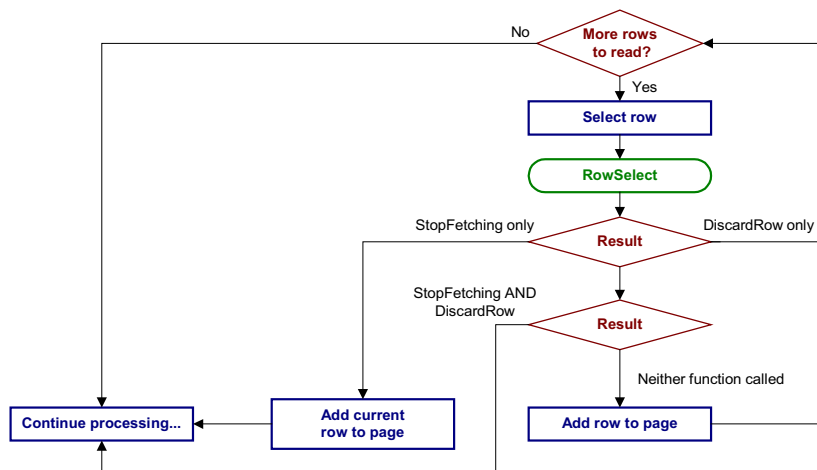 No
More rows
to read?
Yes
Select row
RowSelect
StopFetching only
Result
DiscardRow only
StopFetching AND
DiscardRow
Result
Neither function called
Continue processing...
Add current
row to page
Add row to page